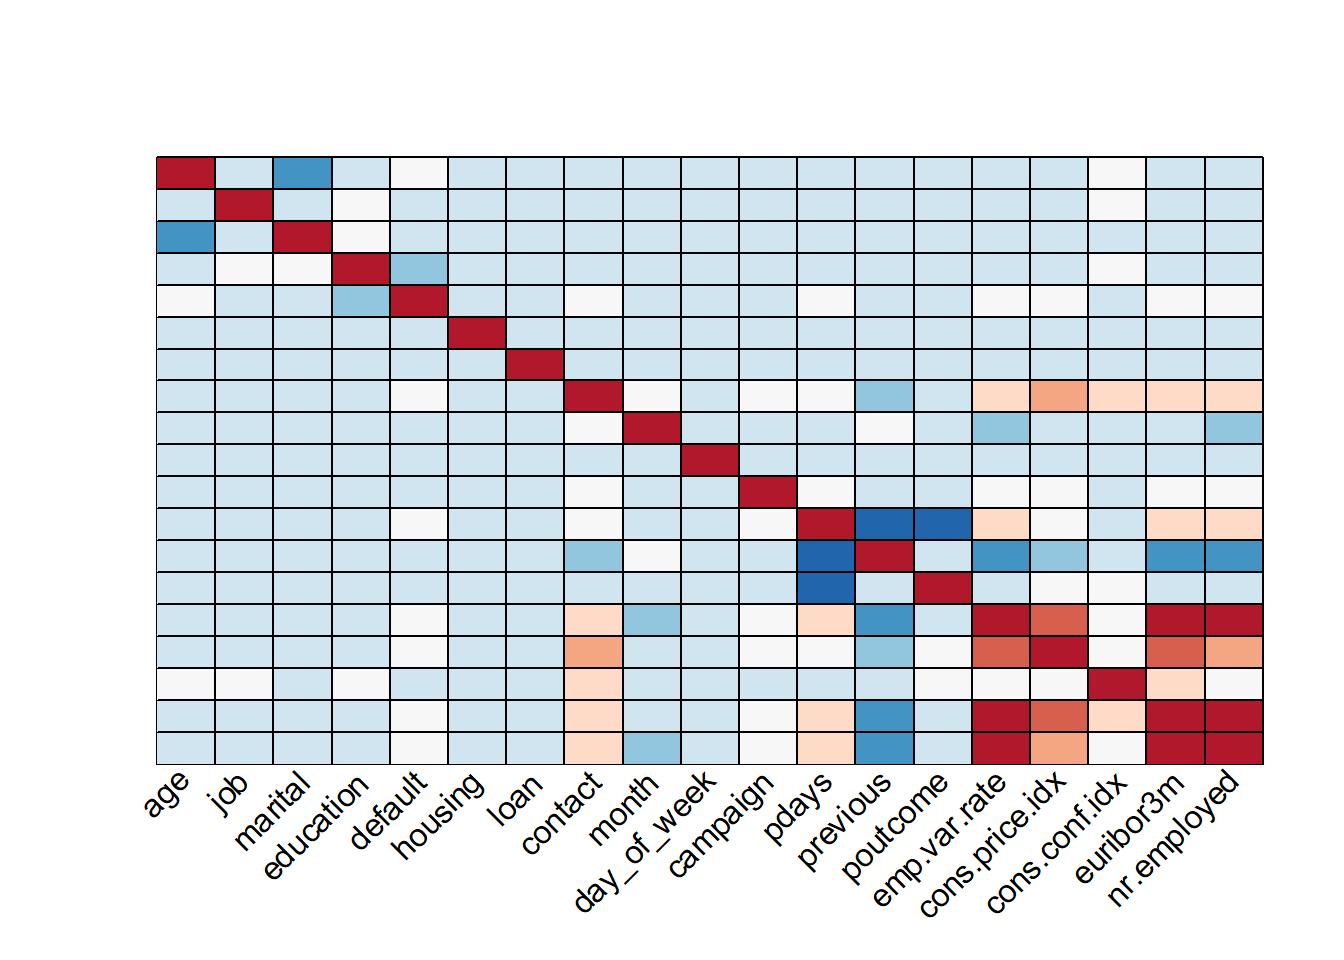 age
job
marital
education
default
housing
loan
contact
month
day_of_week
campaign
pdays
previous
poutcome
emp.var.rate
cons.price.idx
cons.conf.idx
euribor3m
nr.employed